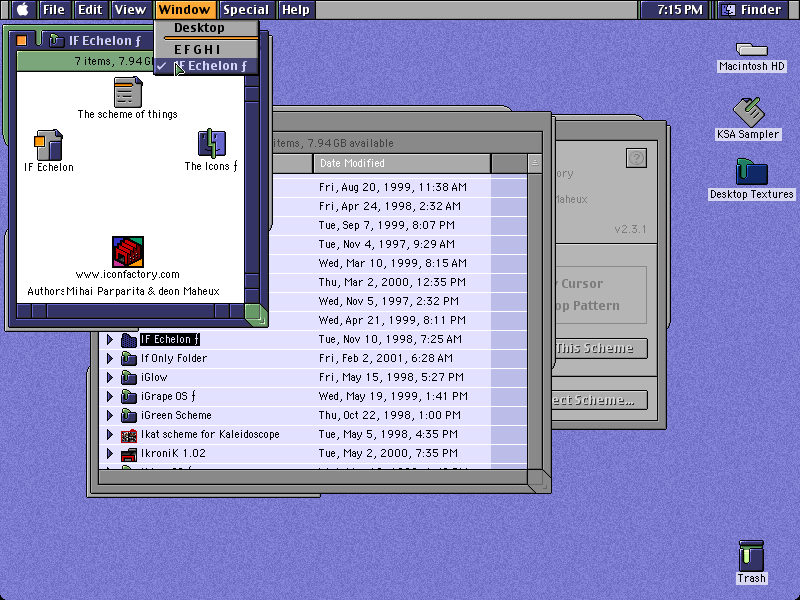 File Edit View Window Special Help 7:15 PM Finder
Desktop
E F G H I
✓ IF Echelon ƒ
IF Echelon ƒ
7 items, 7.94 G
The scheme of things
IF Echelon
The Icons ƒ
www.iconfactory.com
Authors Mihai Parparita & deon Maheux
items, 7.94 GB available
Date Modified
Fri, Aug 20, 1999, 11:38 AM
Fri, Apr 24, 1998, 2:32 AM
Tue, Sep 7, 1999, 8:07 PM
Tue, Nov 4, 1997, 9:29 AM
Wed, Mar 10, 1999, 8:15 AM
Thu, Mar 2, 2000, 12:35 PM
Wed, Nov 5, 1997, 2:32 PM
Wed, Apr 21, 1999, 8:11 PM
IF Echelon ƒ Tue, Nov 10, 1998, 7:25 AM
If Only Folder Fri, Feb 2, 2001, 6:28 AM
iGlow Fri, May 15, 1998, 5:27 PM
iGrape OS ƒ Wed, May 19, 1999, 1:41 PM
iGreen Scheme Thu, Oct 22, 1998, 1:00 PM
Ikat scheme for Kaleidoscope Tue, May 5, 1998, 4:35 PM
IkroniK 1.02 Tue, May 2, 2000, 7:35 PM
ory
Maheux
v2.3.1
Cursor
op Pattern
This Scheme
ect Scheme...
Macintosh HD
KSA Sampler
Desktop Textures
Trash